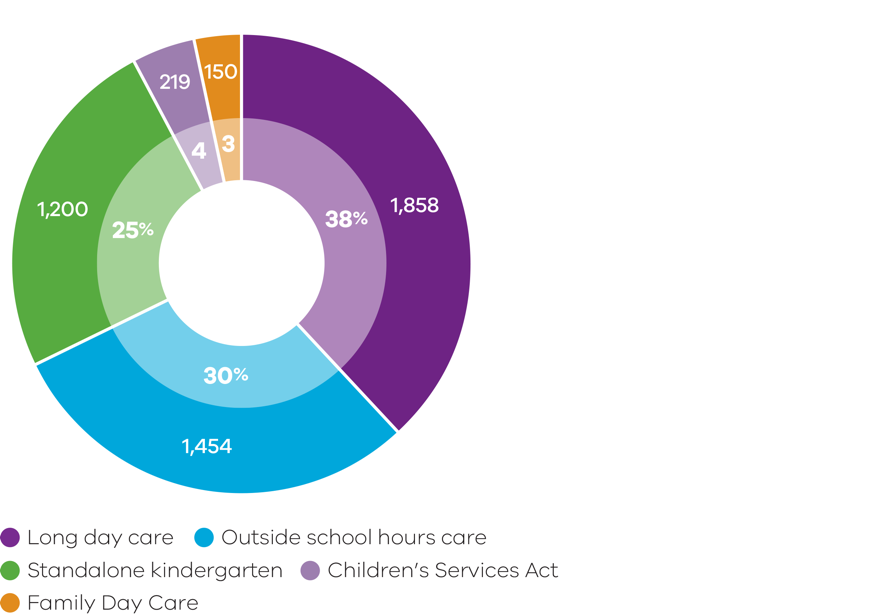 219
150
4
3
1,200
25%
38%
1,858
30%
1,454
Long day care
Outside school hours care
Standalone kindergarten
Children's Services Act
Family Day Care